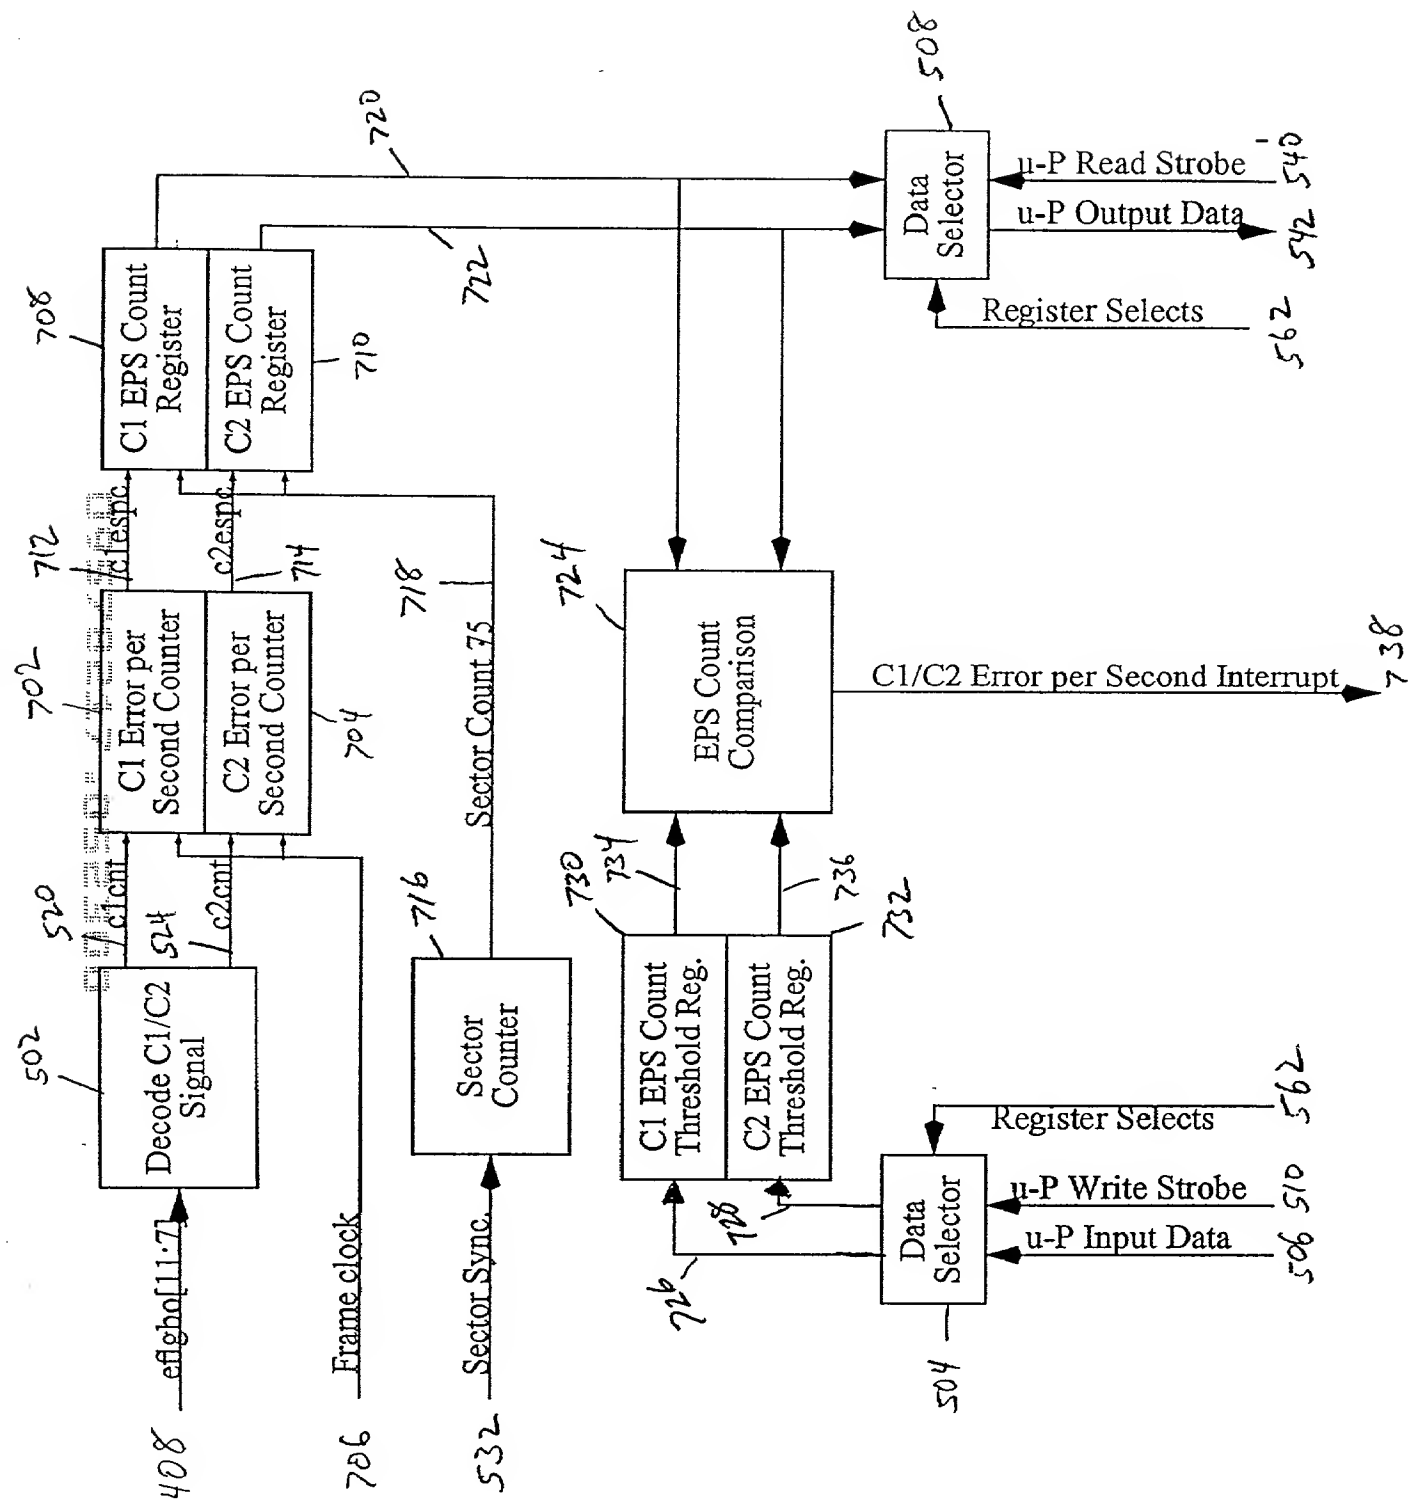 408
eflgbo[11:7]
502
Decode C1/C2
Signal
520
c1cnt
524
c2cnt
702
C1 Error per
Second Counter
C2 Error per
Second Counter
704
712
c1espc
c2espc
714
708
C1 EPS Count
Register
C2 EPS Count
Register
710
720
722
706
Frame clock
532
Sector Sync.
716
Sector
Counter
Sector Count 75
718
730
734
C1 EPS Count
Threshold Reg.
C2 EPS Count
Threshold Reg.
736
732
724
EPS Count
Comparison
726
728
504
Data
Selector
Register Selects
562
u-P Write Strobe
510
u-P Input Data
506
C1/C2 Error per Second Interrupt
738
508
Data
Selector
u-P Read Strobe
540
u-P Output Data
542
Register Selects
562